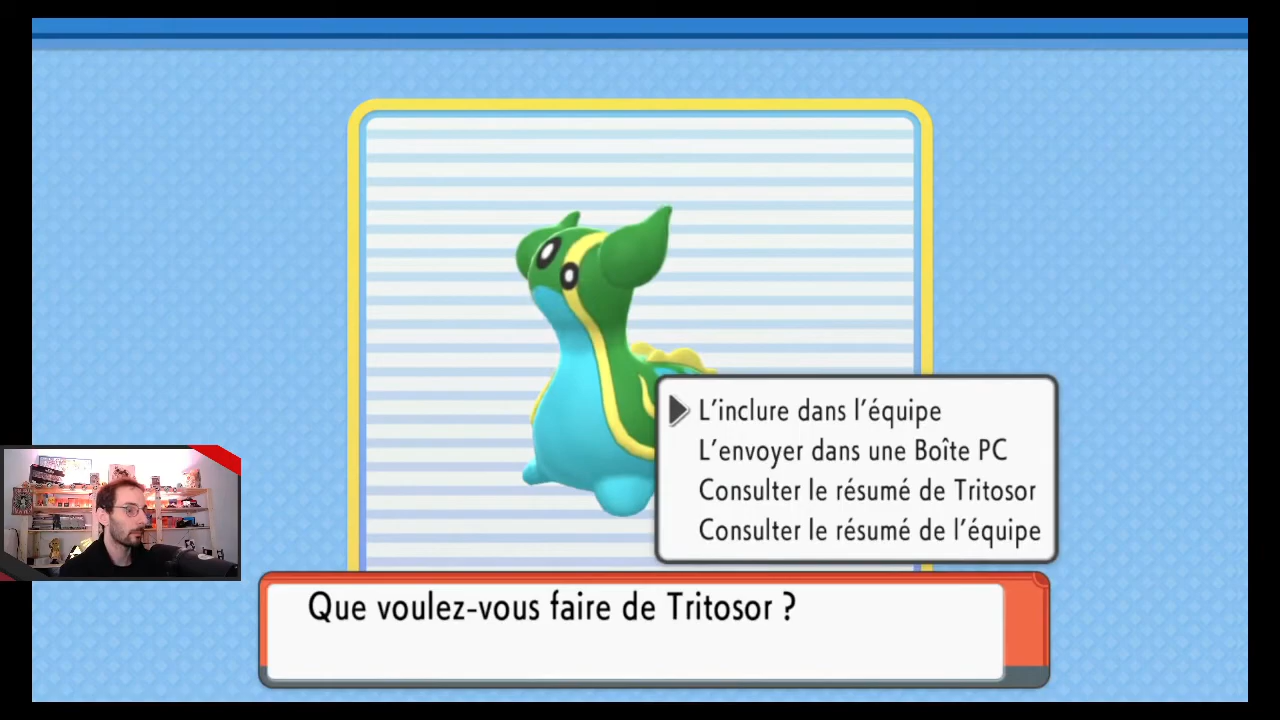 L'inclure dans l'équipe
L'envoyer dans une Boîte PC
Consulter le résumé de Tritosor
Consulter le résumé de l'équipe
Que voulez-vous faire de Tritosor ?